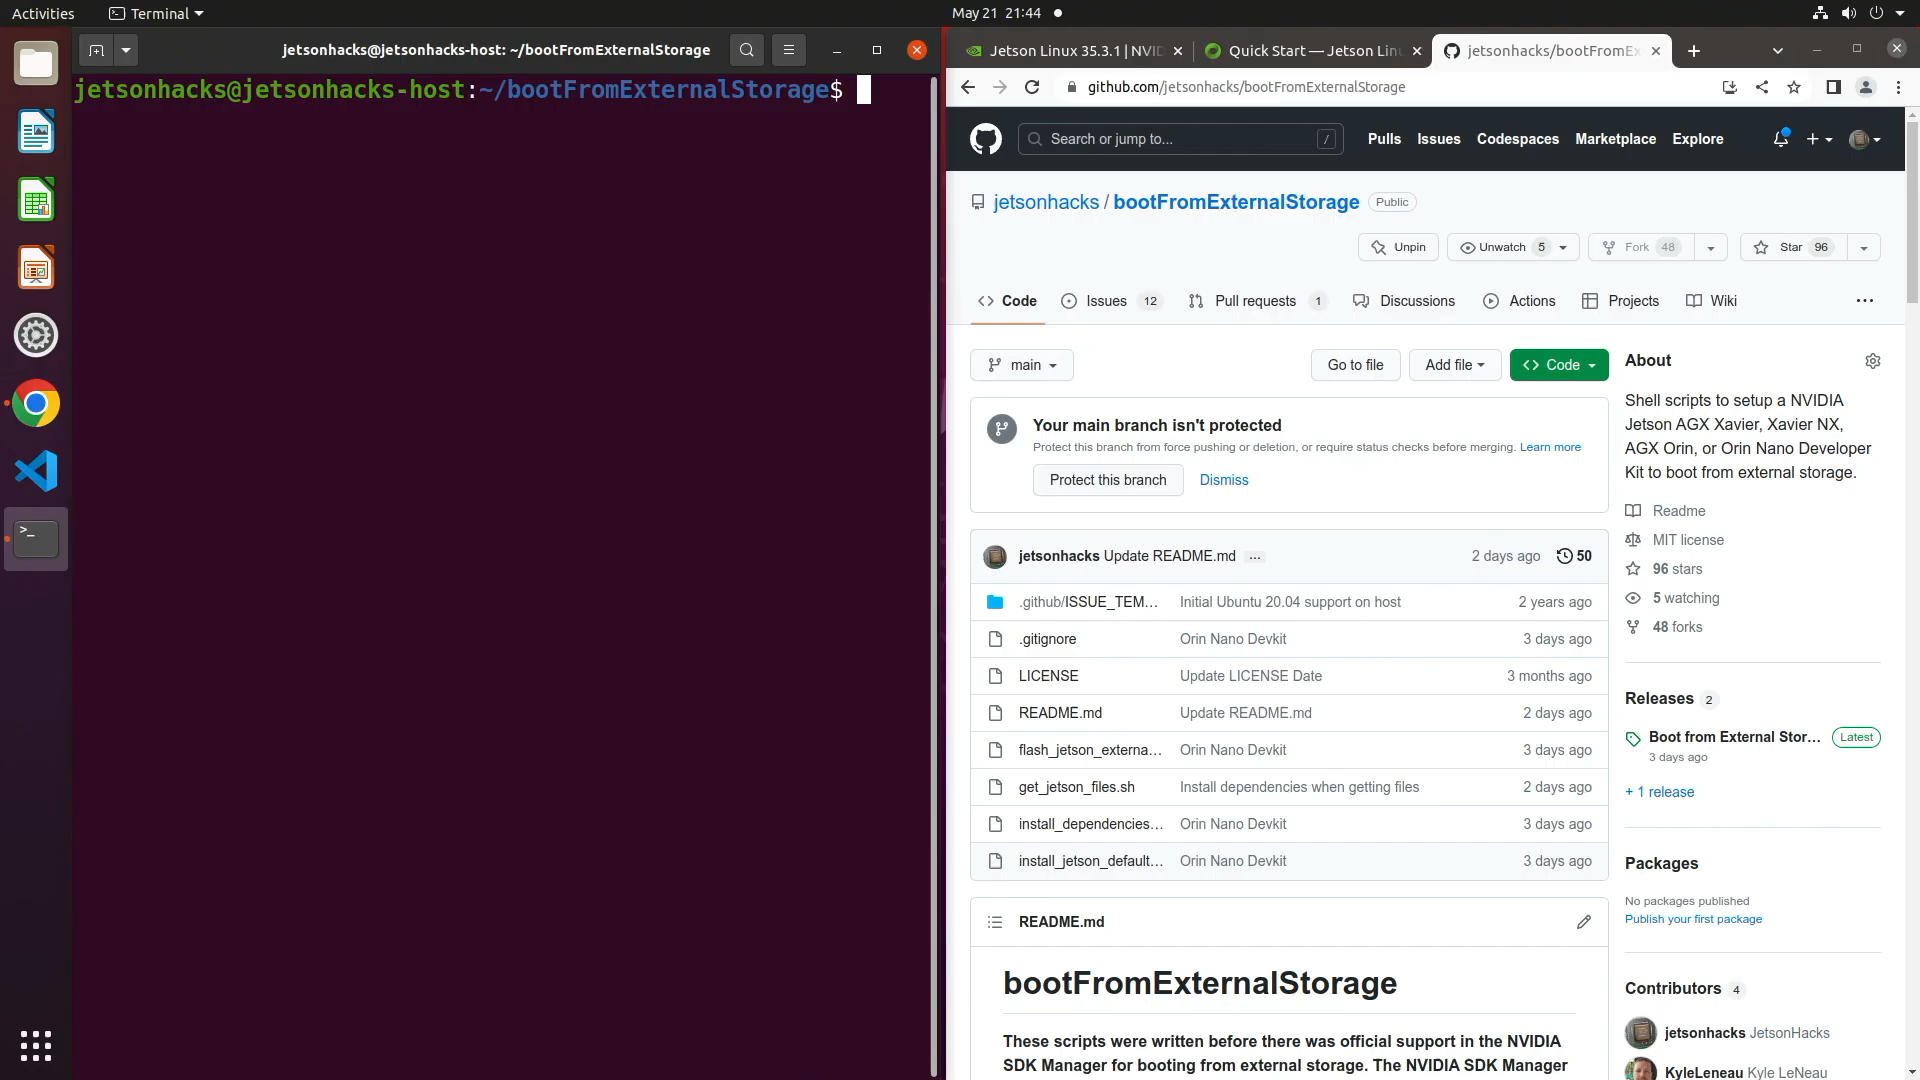 Activities
Terminal
May 21 21:44
jetsonhacks@jetsonhacks-host: ~/bootFromExternalStorage
jetsonhacks@jetsonhacks-host:~/bootFromExternalStorage$
>_
Jetson Linux 35.3.1 | NVID
Quick Start — Jetson Linu
jetsonhacks/bootFromEx
github.com/jetsonhacks/bootFromExternalStorage
Search or jump to...
/
Pulls
Issues
Codespaces
Marketplace
Explore
jetsonhacks / bootFromExternalStorage
Public
Unpin
Unwatch 5
Fork 48
Star 96
Code
Issues 12
Pull requests 1
Discussions
Actions
Projects
Wiki
main
Go to file
Add file
Code
Your main branch isn't protected
Protect this branch from force pushing or deletion, or require status checks before merging. Learn more
Protect this branch
Dismiss
jetsonhacks Update README.md ... 2 days ago 50
.github/ISSUE_TEM… Initial Ubuntu 20.04 support on host 2 years ago
.gitignore Orin Nano Devkit 3 days ago
LICENSE Update LICENSE Date 3 months ago
README.md Update README.md 2 days ago
flash_jetson_externa… Orin Nano Devkit 3 days ago
get_jetson_files.sh Install dependencies when getting files 2 days ago
install_dependencies… Orin Nano Devkit 3 days ago
install_jetson_default… Orin Nano Devkit 3 days ago
README.md
bootFromExternalStorage
These scripts were written before there was official support in the NVIDIA
SDK Manager for booting from external storage. The NVIDIA SDK Manager
About
Shell scripts to setup a NVIDIA
Jetson AGX Xavier, Xavier NX,
AGX Orin, or Orin Nano Developer
Kit to boot from external storage.
Readme
MIT license
96 stars
5 watching
48 forks
Releases 2
Boot from External Stor... Latest
3 days ago
+ 1 release
Packages
No packages published
Publish your first package
Contributors 4
jetsonhacks JetsonHacks
KyleLeneau Kyle LeNeau